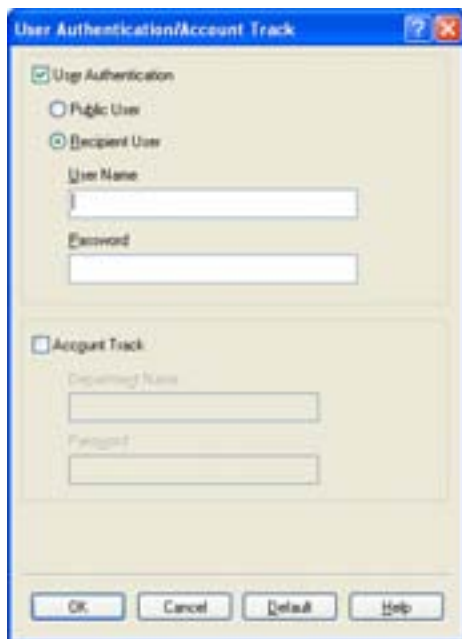 User Authentication/Account Track
User Authentication
Public User
Recipient User
User Name
Password
Account Track
Department Name
Password
OK Cancel Default Help